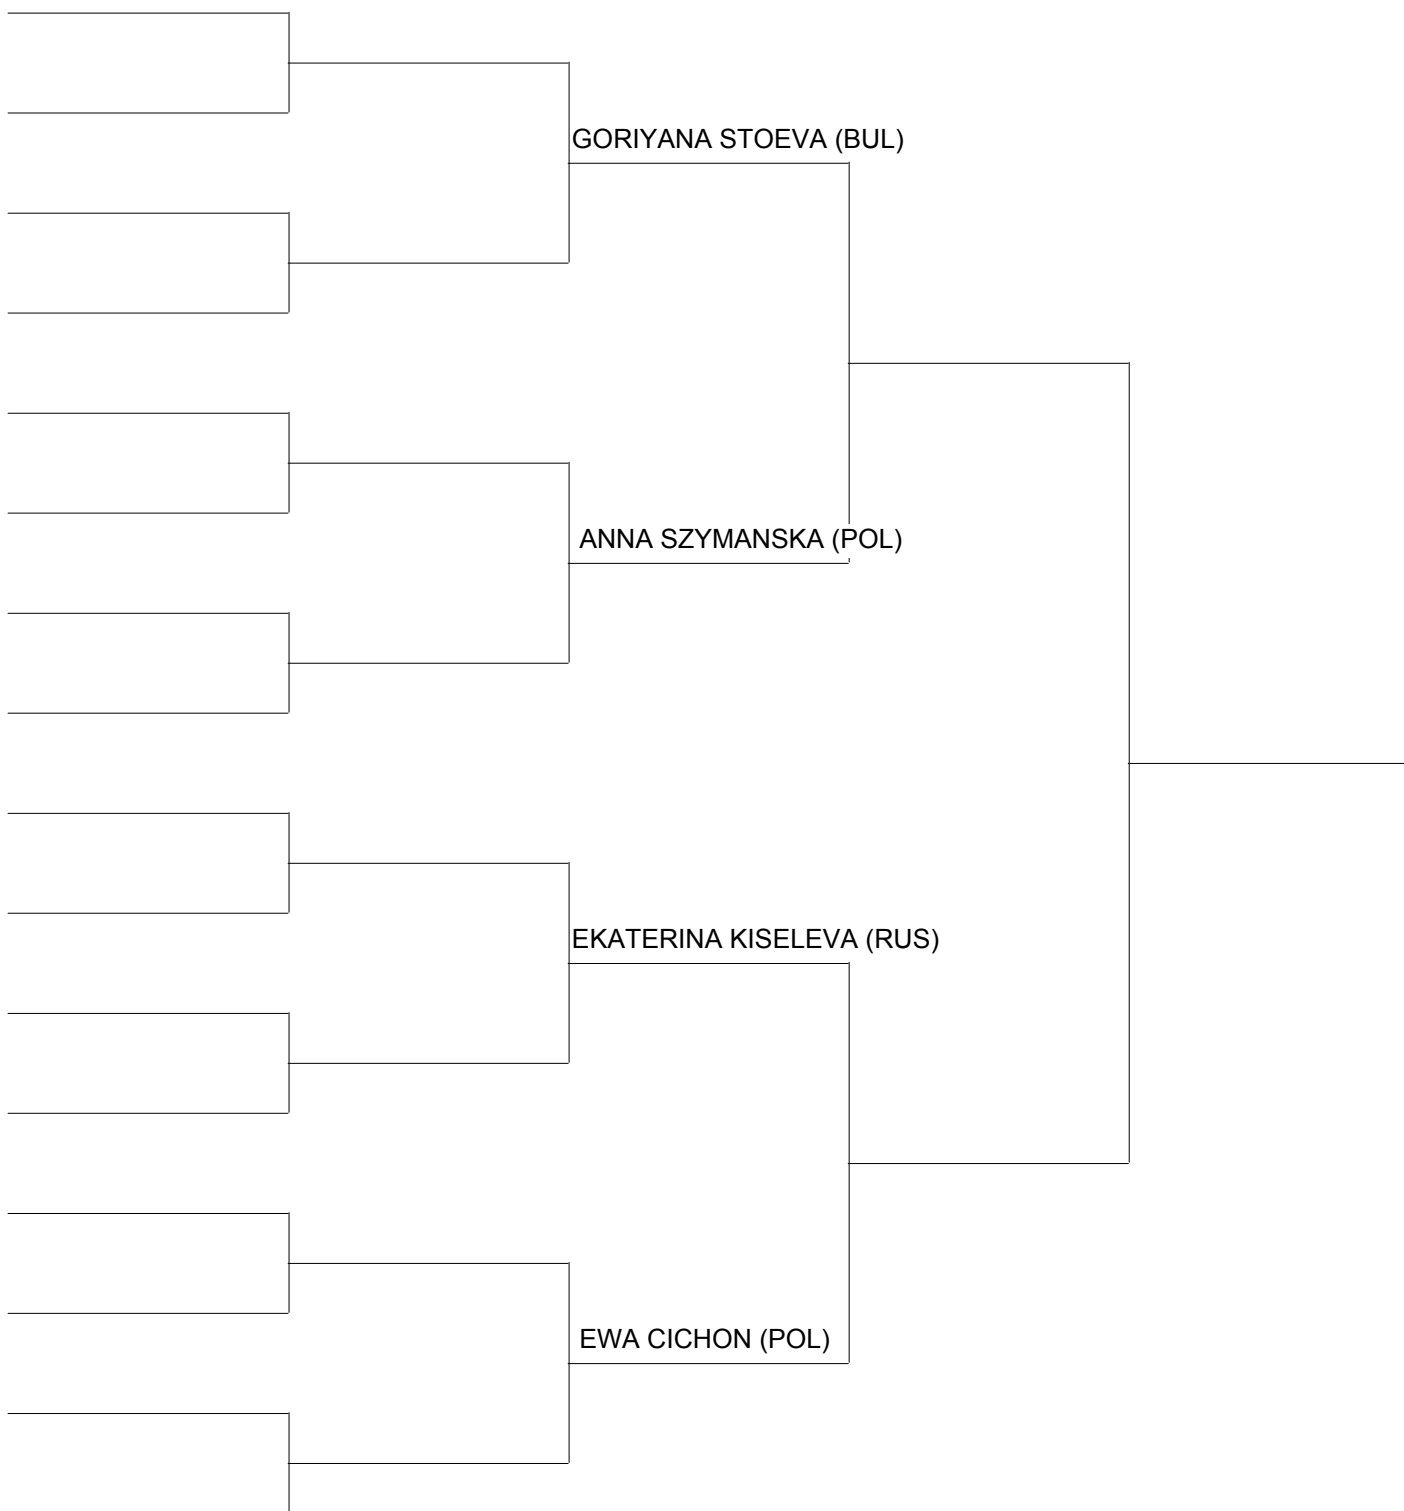 GORIYANA STOEVA (BUL)
ANNA SZYMANSKA (POL)
EKATERINA KISELEVA (RUS)
EWA CICHON (POL)